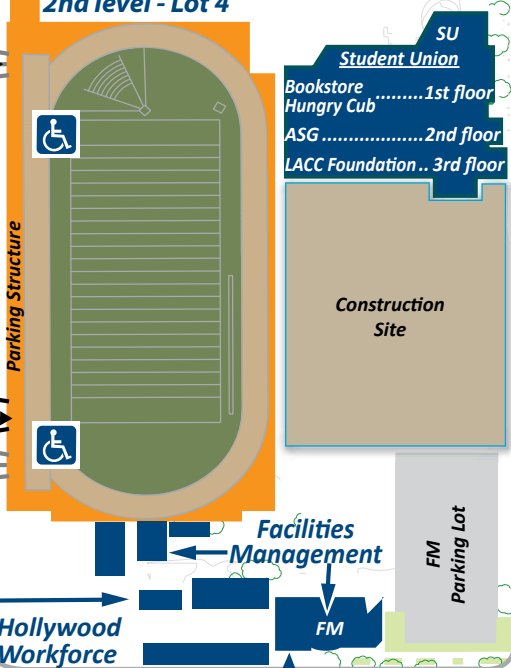 2nd level - Lot 4
SU
Student Union
Bookstore
Hungry Cub .........1st floor
ASG ...................2nd floor
LACC Foundation .. 3rd floor
Parking Structure
Construction
Site
Facilities
Management
FM
Parking Lot
FM
Hollywood
Workforce